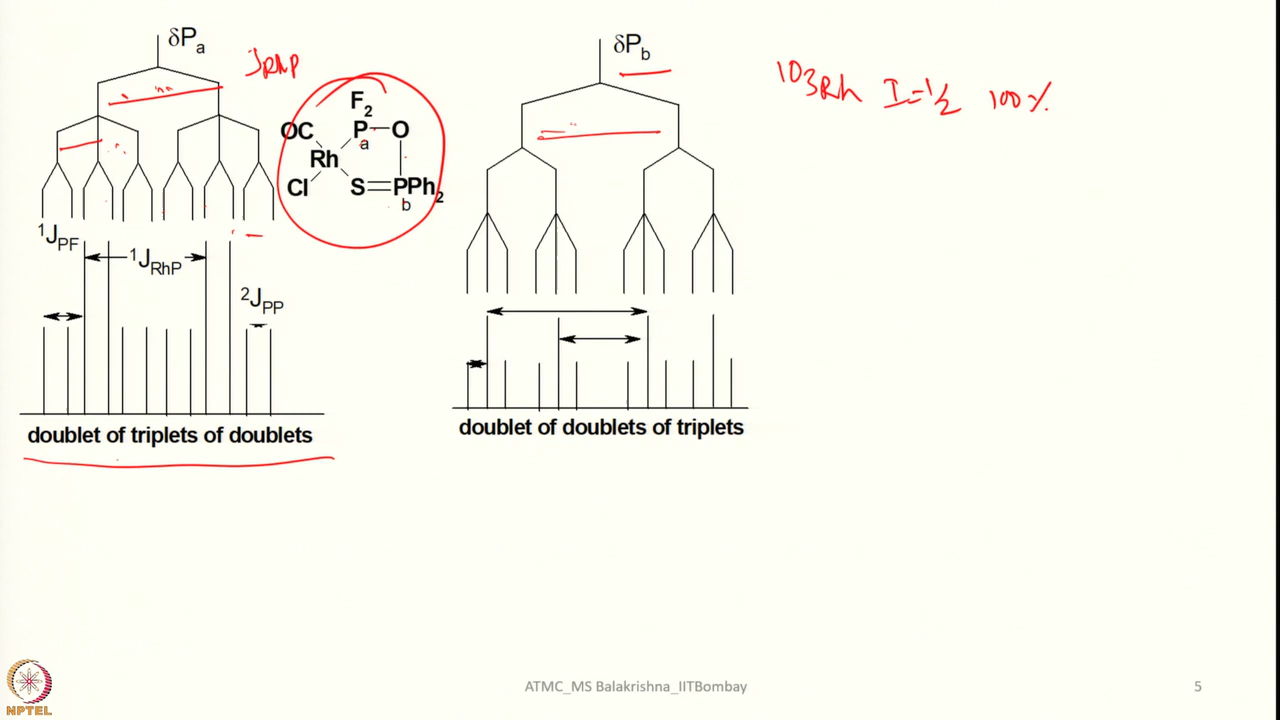 δPa
JRhP
F2
OC
P
O
a
Rh
Cl
S
PPh2
b
1JPF
1JRhP
2JPP
doublet of triplets of doublets
δPb
doublet of doublets of triplets
103Rh I=1/2 100%
NPTEL
ATMC_MS Balakrishna_IITBombay
5